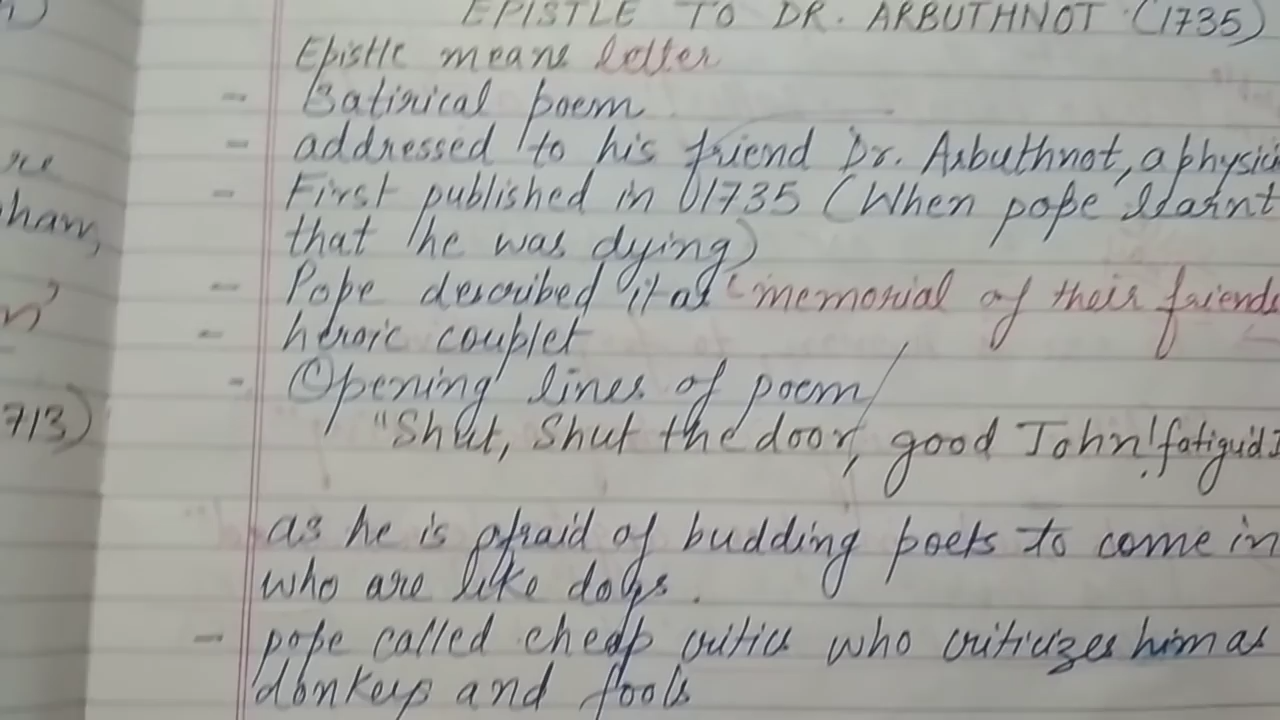 EPISTLE TO DR. ARBUTHNOT (1735)
Epistle means letter
- Satirical poem
- addressed to his friend Dr. Arbuthnot, a physici
- First published in 1735 (When pope learnt
that he was dying)
- Pope described it as "memorial of their friends
- heroic couplet
- Opening lines of poem
"Shut, Shut the door, good John! fatigu'd I
as he is afraid of budding poets to come in
who are like dogs.
- pope called cheap critics who criticizes him as
donkeys and fools
ham,
n'
713)